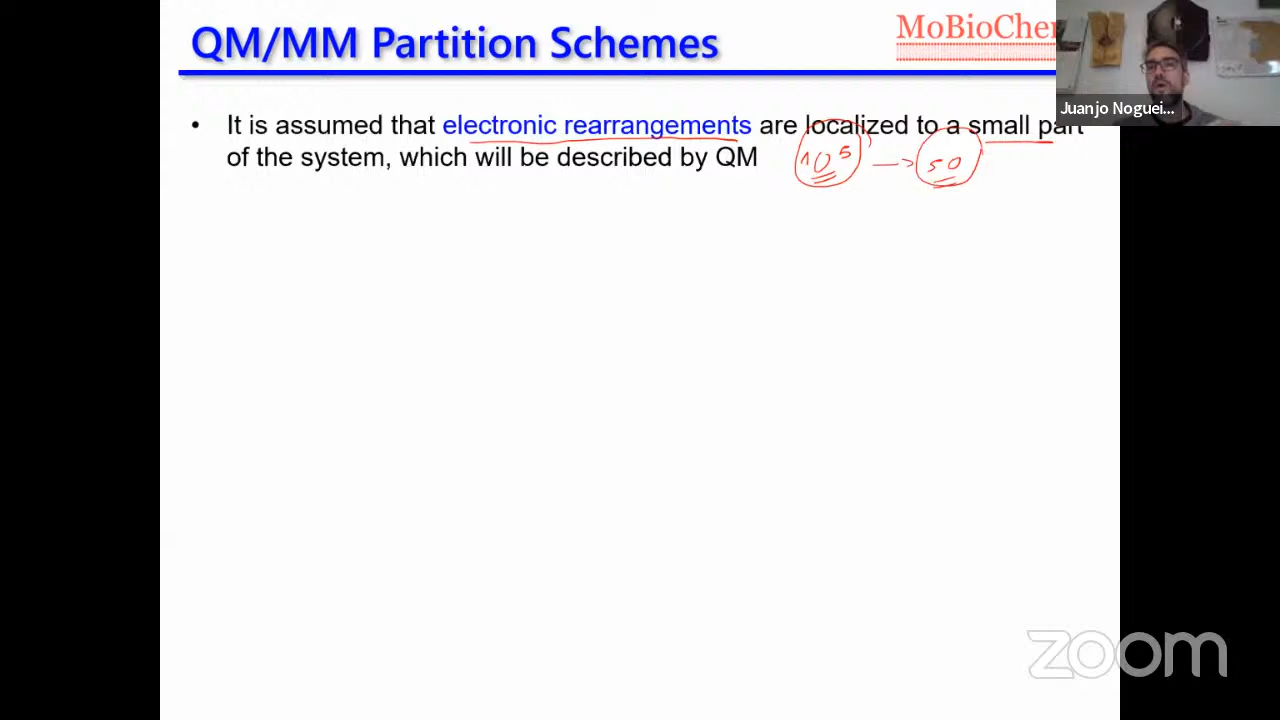 QM/MM Partition Schemes
MoBioChem
Juanjo Noguei...
• It is assumed that electronic rearrangements are localized to a small part
of the system, which will be described by QM
10⁵ → 50
zoom